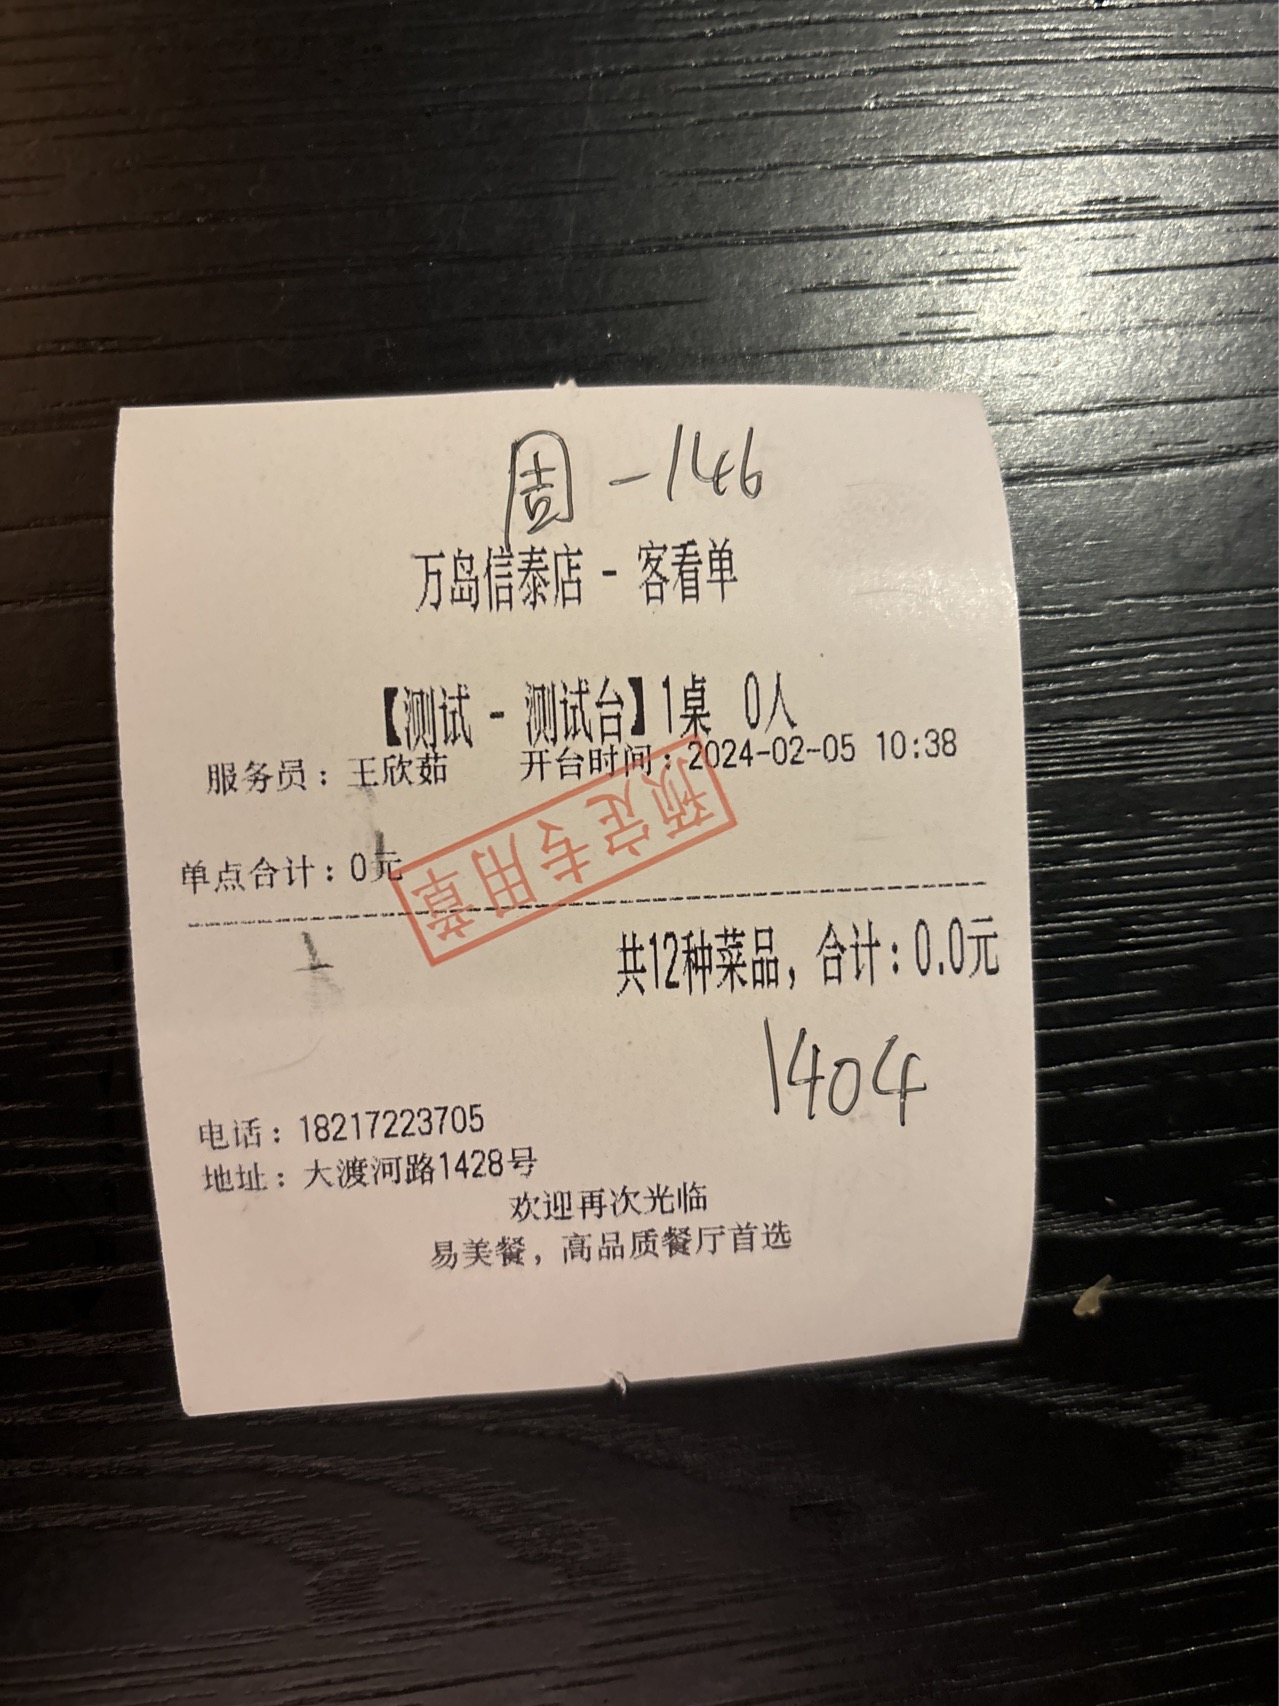 周-146
万岛信泰店 - 客看单
【测试 - 测试台】1桌 0人
服务员：王欣茹 开台时间：2024-02-05 10:38
预定专用章
单点合计：0元
共12种菜品，合计：0.0元
1404
电话：18217223705
地址：大渡河路1428号
欢迎再次光临
易美餐，高品质餐厅首选